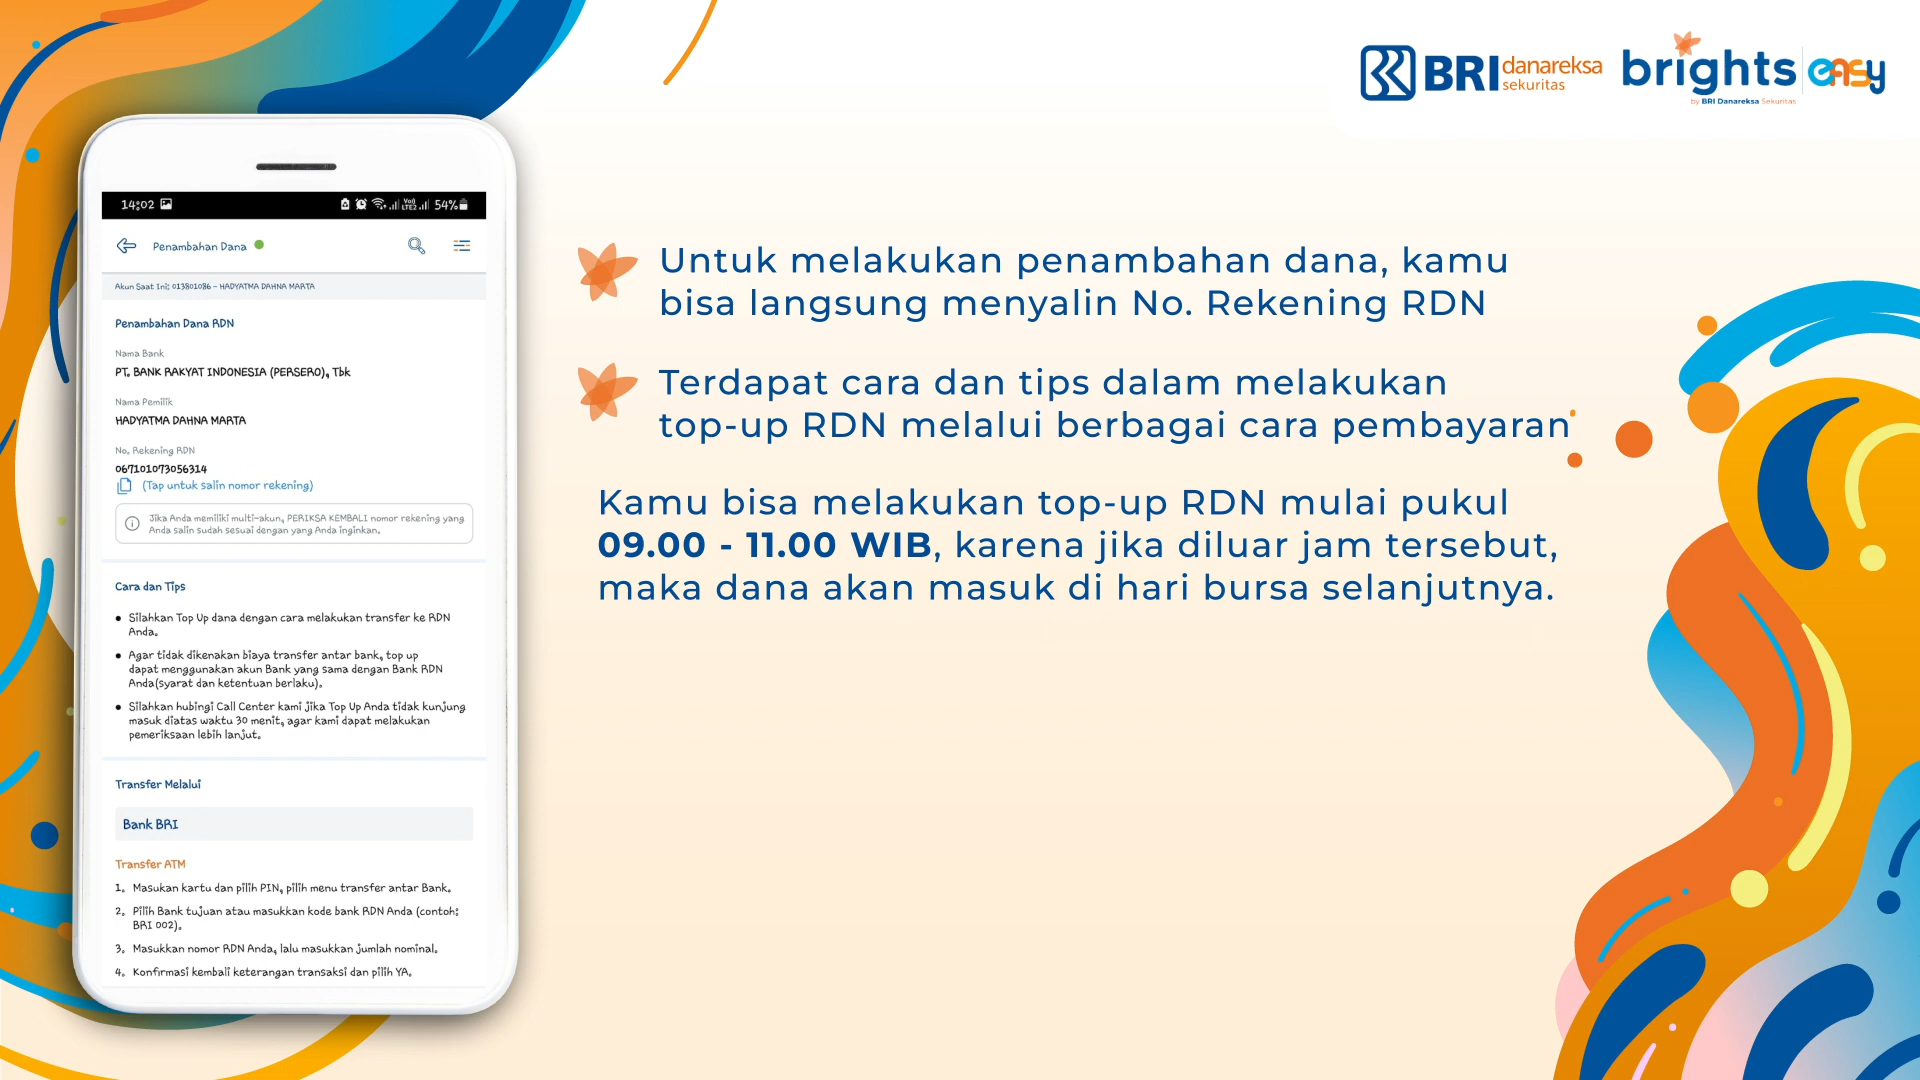 BRI danareksa sekuritas
brights easy
by BRI Danareksa Sekuritas
14:02 54%
Penambahan Dana
Akun Saat Ini: 013801086 - HADYATMA DAHNA MARTA
Penambahan Dana RDN
Nama Bank
PT. BANK RAKYAT INDONESIA (PERSERO), Tbk
Nama Pemilik
HADYATMA DAHNA MARTA
No. Rekening RDN
067101073056314
(Tap untuk salin nomor rekening)
Jika Anda memiliki multi-akun, PERIKSA KEMBALI nomor rekening yang
Anda salin sudah sesuai dengan yang Anda inginkan.
Cara dan Tips
• Silahkan Top Up dana dengan cara melakukan transfer ke RDN
Anda.
• Agar tidak dikenakan biaya transfer antar bank, top up
dapat menggunakan akun Bank yang sama dengan Bank RDN
Anda(syarat dan ketentuan berlaku).
• Silahkan hubingi Call Center kami jika Top Up Anda tidak kunjung
masuk diatas waktu 30 menit, agar kami dapat melakukan
pemeriksaan lebih lanjut.
Transfer Melalui
Bank BRI
Transfer ATM
1. Masukan kartu dan pilih PIN, pilih menu transfer antar Bank.
2. Pilih Bank tujuan atau masukkan kode bank RDN Anda (contoh:
BRI 002).
3. Masukkan nomor RDN Anda, lalu masukkan jumlah nominal.
4. Konfirmasi kembali keterangan transaksi dan pilih YA.
Untuk melakukan penambahan dana, kamu
bisa langsung menyalin No. Rekening RDN
Terdapat cara dan tips dalam melakukan
top-up RDN melalui berbagai cara pembayaran
Kamu bisa melakukan top-up RDN mulai pukul
09.00 - 11.00 WIB, karena jika diluar jam tersebut,
maka dana akan masuk di hari bursa selanjutnya.